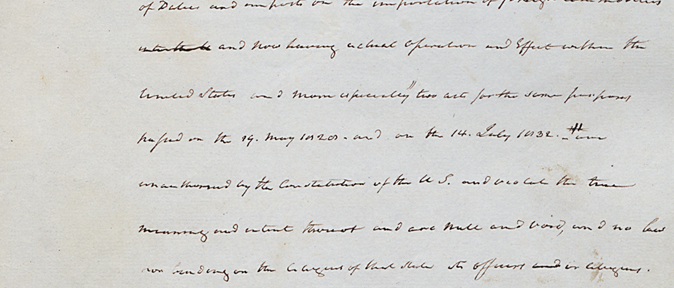 of Duties and imposts on the importation of foreign commodities
and now having actual operation and Effect within the
United States and more especially" two acts for the same purposes
passed on the 19. May 1828. and on the 14. July 1832. are
unauthorised by the Constitution of the U S. and violate the true
meaning and intent thereof and are Null and Void, and no law
nor binding on the citizens of that State its officers and or citizens.